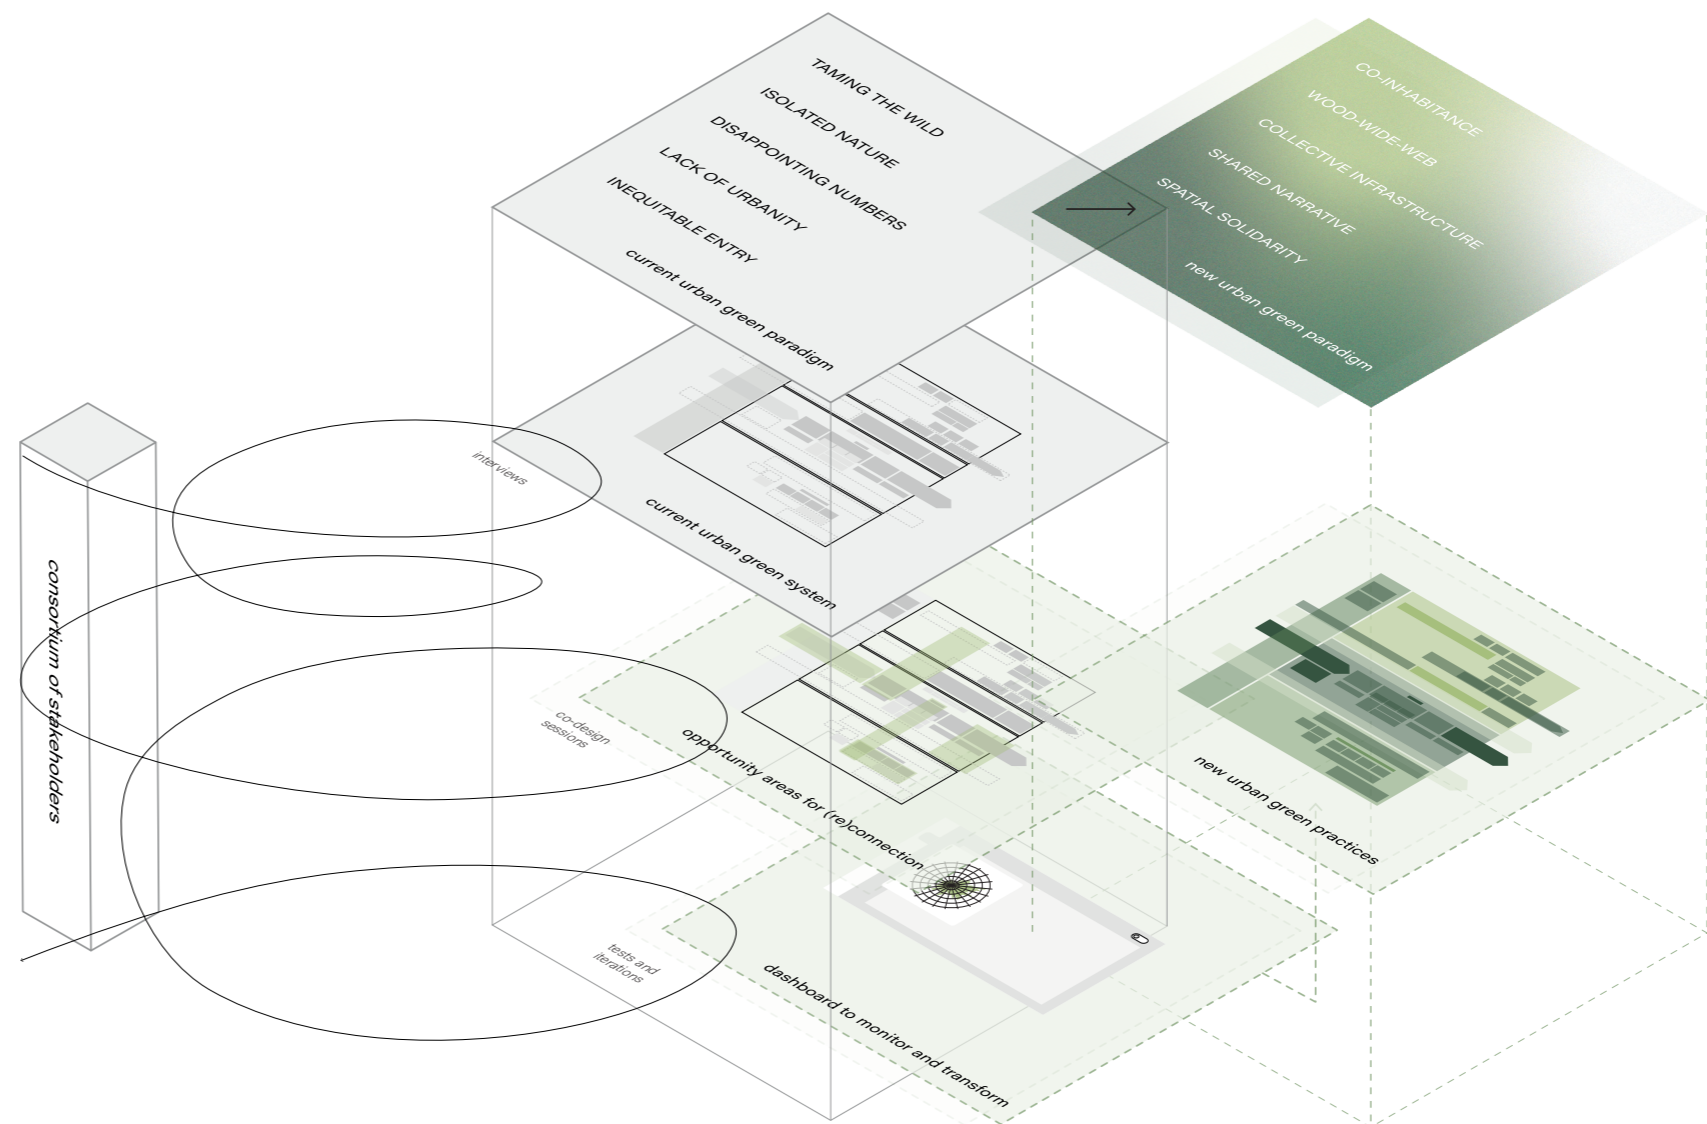 TAMING THE WILD
ISOLATED NATURE
DISAPPOINTING NUMBERS
LACK OF URBANITY
INEQUITABLE ENTRY
current urban green paradigm
CO-INHABITANCE
WOOD-WIDE-WEB
COLLECTIVE INFRASTRUCTURE
SHARED NARRATIVE
SPATIAL SOLIDARITY
new urban green paradigm
interviews
current urban green system
consortium of stakeholders
co-design
sessions
opportunity areas for (re)connection
new urban green practices
tests and
iterations
dashboard to monitor and transform